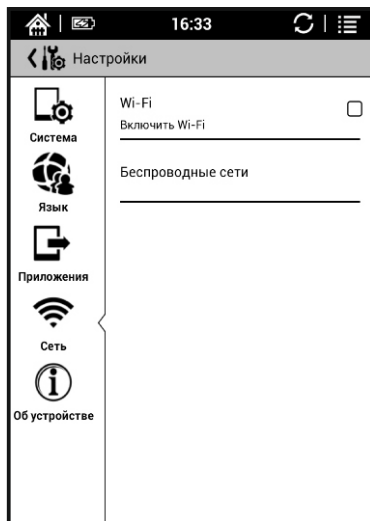 16:33
Настройки
Система
Язык
Приложения
Сеть
Об устройстве
Wi-Fi
Включить Wi-Fi
Беспроводные сети